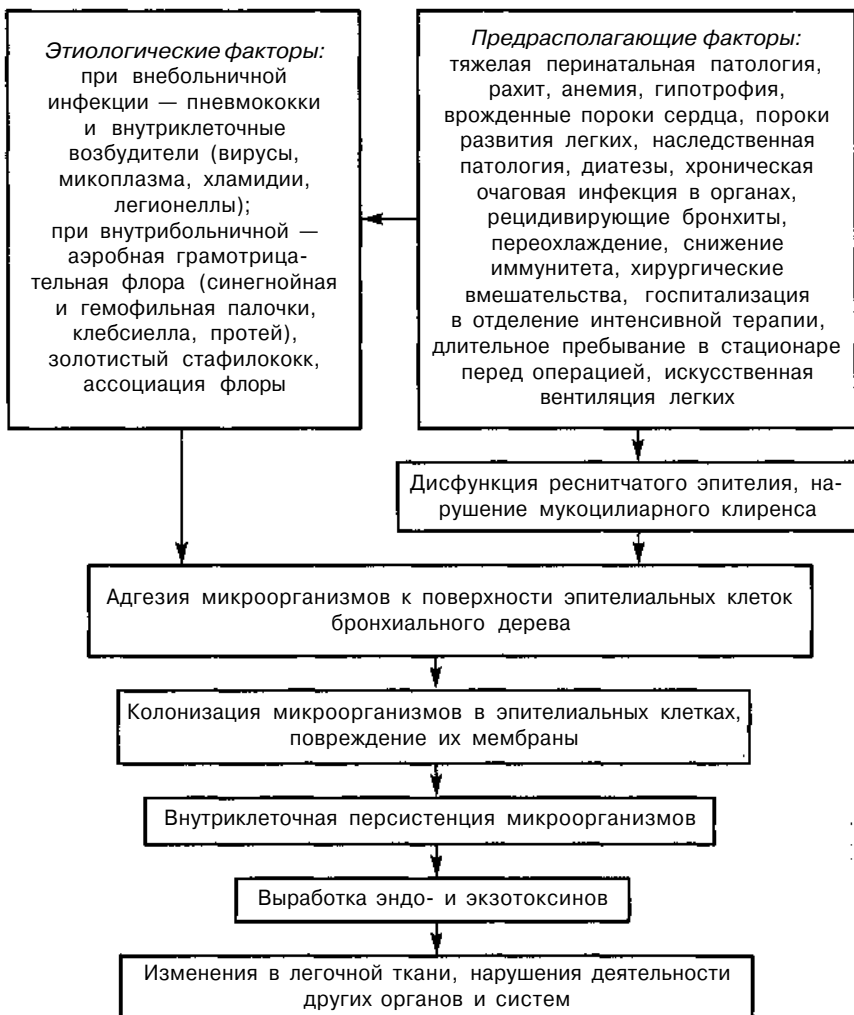 Этиологические факторы:
при внебольничной
инфекции — пневмококки
и внутриклеточные
возбудители (вирусы,
микоплазма, хламидии,
легионеллы);
при внутрибольничной —
аэробная грамотрица-
тельная флора (синегнойная
и гемофильная палочки,
клебсиелла, протей),
золотистый стафилококк,
ассоциация флоры
Предрасполагающие факторы:
тяжелая перинатальная патология,
рахит, анемия, гипотрофия,
врожденные пороки сердца, пороки
развития легких, наследственная
патология, диатезы, хроническая
очаговая инфекция в органах,
рецидивирующие бронхиты,
переохлаждение, снижение
иммунитета, хирургические
вмешательства, госпитализация
в отделение интенсивной терапии,
длительное пребывание в стационаре
перед операцией, искусственная
вентиляция легких
Дисфункция реснитчатого эпителия, на-
рушение мукоцилиарного клиренса
Адгезия микроорганизмов к поверхности эпителиальных клеток
бронхиального дерева
Колонизация микроорганизмов в эпителиальных клетках,
повреждение их мембраны
Внутриклеточная персистенция микроорганизмов
Выработка эндо- и экзотоксинов
Изменения в легочной ткани, нарушения деятельности
других органов и систем